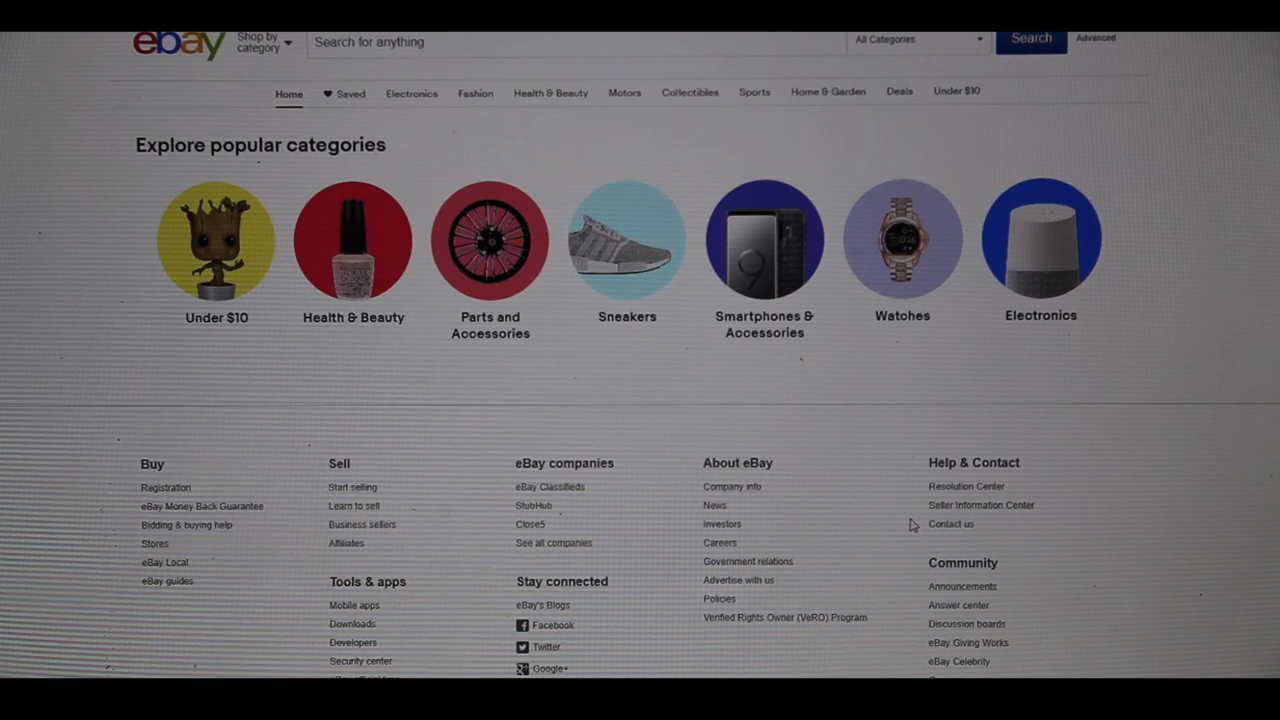 ebay
Shop by
category
Search for anything
All Categories
Search
Advanced
Home
Saved
Electronics
Fashion
Health & Beauty
Motors
Collectibles
Sports
Home & Garden
Deals
Under $10
Explore popular categories
Under $10
Health & Beauty
Parts and
Accessories
Sneakers
Smartphones &
Accessories
Watches
Electronics
Buy
Registration
eBay Money Back Guarantee
Bidding & buying help
Stores
eBay Local
eBay guides
Sell
Start selling
Learn to sell
Business sellers
Affiliates
Tools & apps
Mobile apps
Downloads
Developers
Security center
eBay companies
eBay Classifieds
StubHub
Close5
See all companies
Stay connected
eBay's Blogs
Facebook
Twitter
Google+
About eBay
Company info
News
Investors
Careers
Government relations
Advertise with us
Policies
Verified Rights Owner (VeRO) Program
Help & Contact
Resolution Center
Seller Information Center
Contact us
Community
Announcements
Answer center
Discussion boards
eBay Giving Works
eBay Celebrity